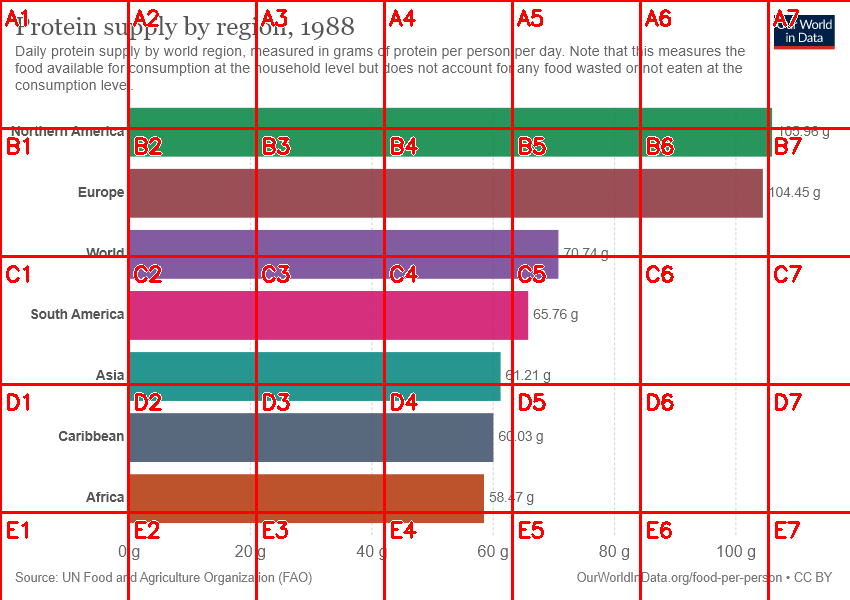 Protein supply by region, 1988
Our World
in Data
Daily protein supply by world region, measured in grams of protein per person per day. Note that this measures the
food available for consumption at the household level but does not account for any food wasted or not eaten at the
consumption level.
Northern America 105.96 g
Europe 104.45 g
World 70.74 g
South America 65.76 g
Asia 61.21 g
Caribbean 60.03 g
Africa 58.47 g
0 g 20 g 40 g 60 g 80 g 100 g
Source: UN Food and Agriculture Organization (FAO) OurWorldInData.org/food-per-person • CC BY
A1 A2 A3 A4 A5 A6 A7
B1 B2 B3 B4 B5 B6 B7
C1 C2 C3 C4 C5 C6 C7
D1 D2 D3 D4 D5 D6 D7
E1 E2 E3 E4 E5 E6 E7